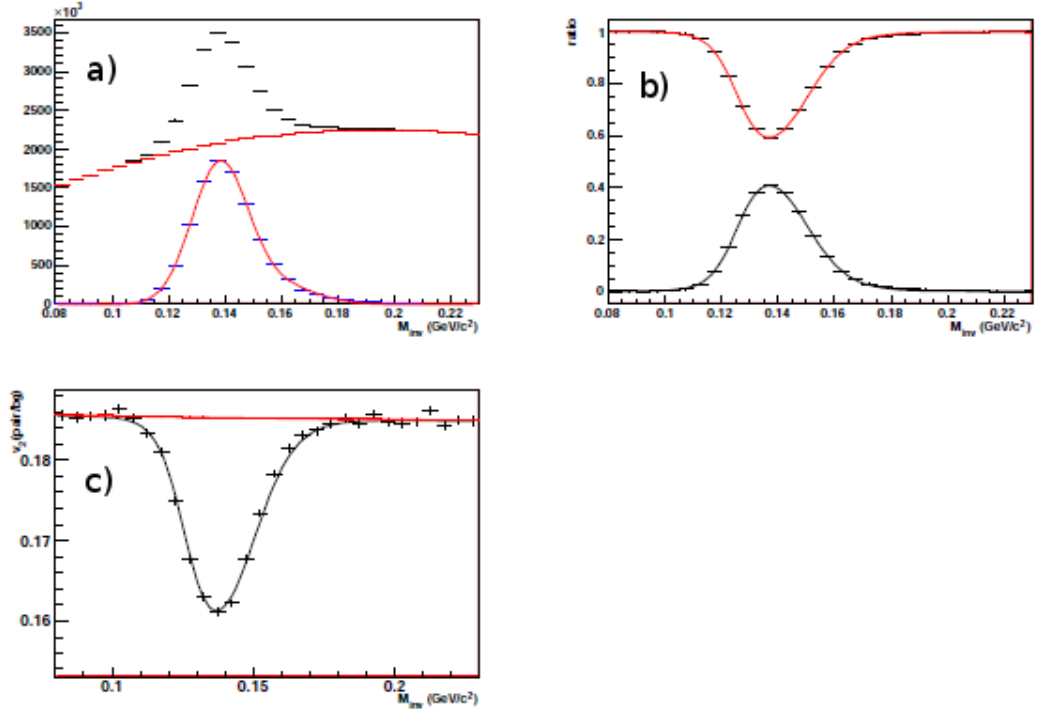 ×10³
3500
3000
2500
2000
1500
1000
500
0
a)
0.08 0.1 0.12 0.14 0.16 0.18 0.2 0.22
M_inv (GeV/c²)
ratio
1
0.8
0.6
0.4
0.2
0
b)
0.08 0.1 0.12 0.14 0.16 0.18 0.2 0.22
M_inv (GeV/c²)
v₂(pair/bg)
0.18
0.17
0.16
c)
0.1 0.15 0.2
M_inv (GeV/c²)